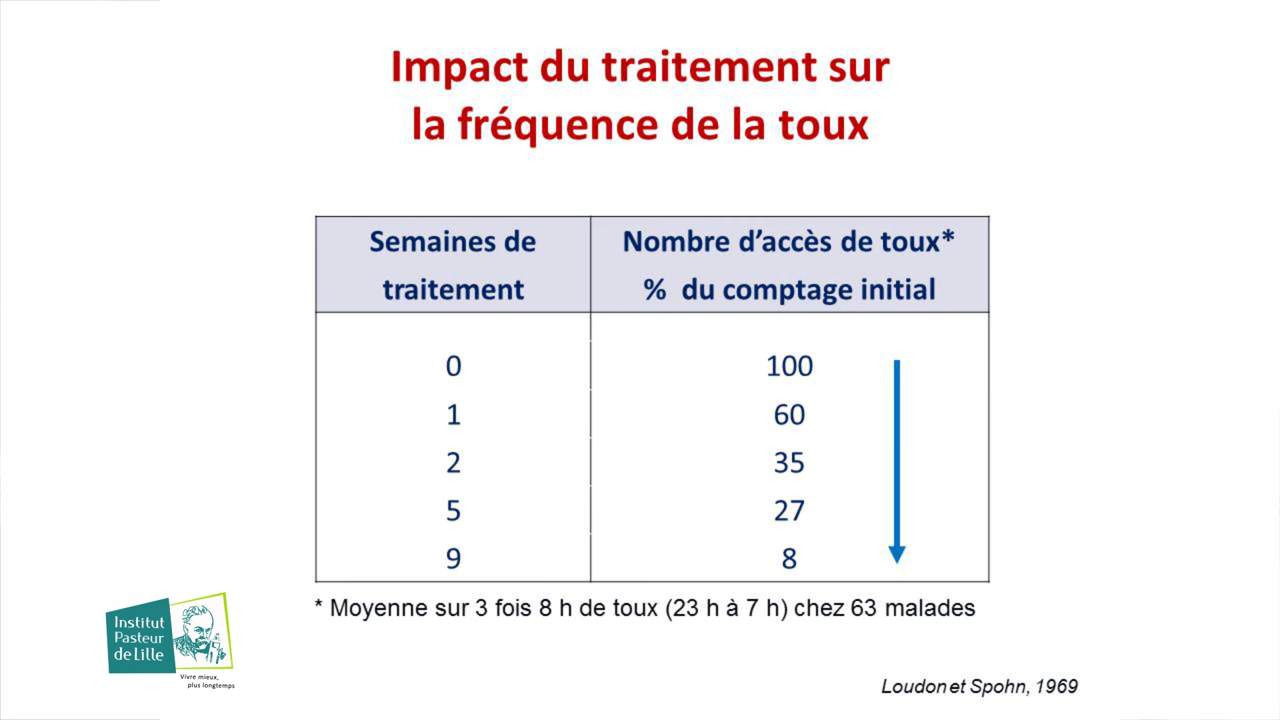 Impact du traitement sur
la fréquence de la toux
Semaines de
traitement
Nombre d'accès de toux*
% du comptage initial
0 100
1 60
2 35
5 27
9 8
* Moyenne sur 3 fois 8 h de toux (23 h à 7 h) chez 63 malades
Institut
Pasteur
de Lille
Vivre mieux,
plus longtemps
Loudon et Spohn, 1969